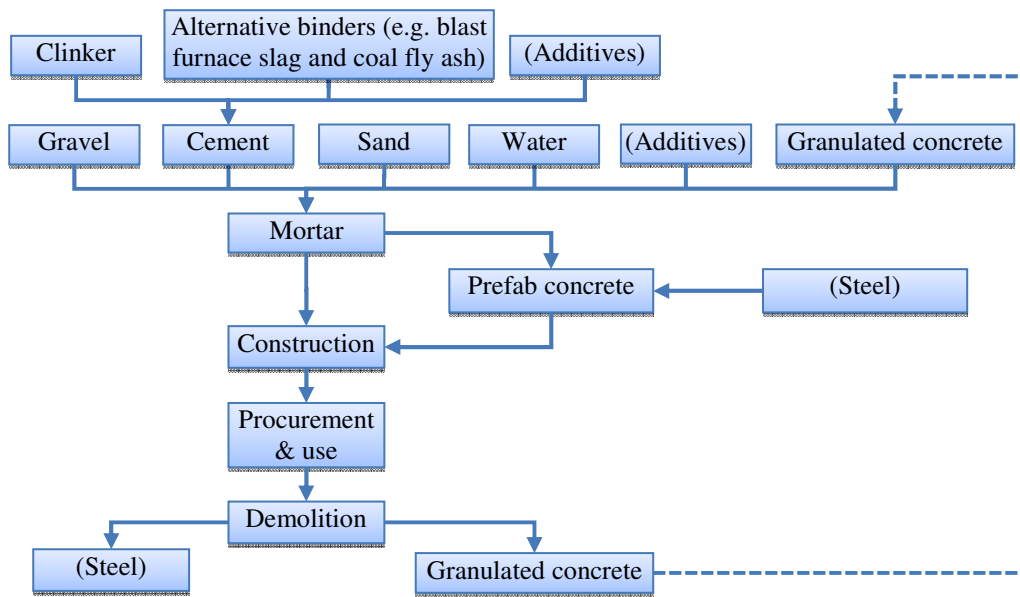 Clinker
Alternative binders (e.g. blast
furnace slag and coal fly ash)
(Additives)
Gravel
Cement
Sand
Water
(Additives)
Granulated concrete
Mortar
Prefab concrete
(Steel)
Construction
Procurement
& use
Demolition
(Steel)
Granulated concrete